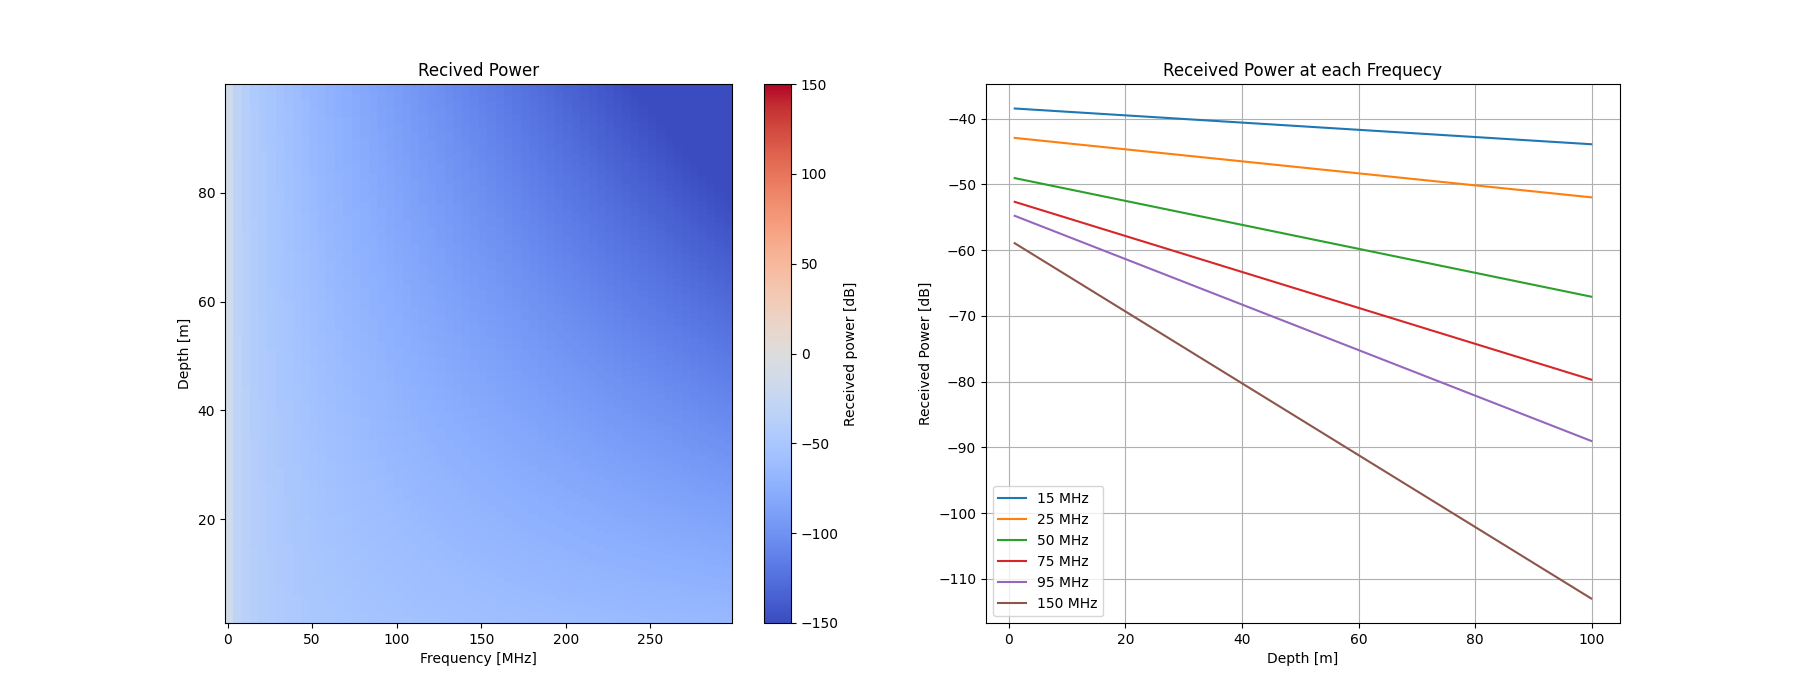 Recived Power
80
60
40
20
Depth [m]
0
50
100
150
200
250
Frequency [MHz]
150
100
50
0
−50
−100
−150
Received power [dB]
Received Power at each Frequecy
−40
−50
−60
−70
−80
−90
−100
−110
Received Power [dB]
15 MHz
25 MHz
50 MHz
75 MHz
95 MHz
150 MHz
0
20
40
60
80
100
Depth [m]